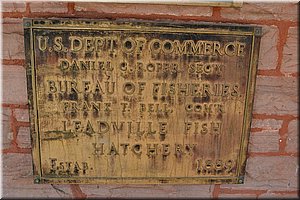 U.S. DEPT. OF COMMERCE
DANIEL C. ROPER SECY.
BUREAU OF FISHERIES
FRANK T. BELL COM'R
LEADVILLE FISH
HATCHERY
ESTAB. 1889